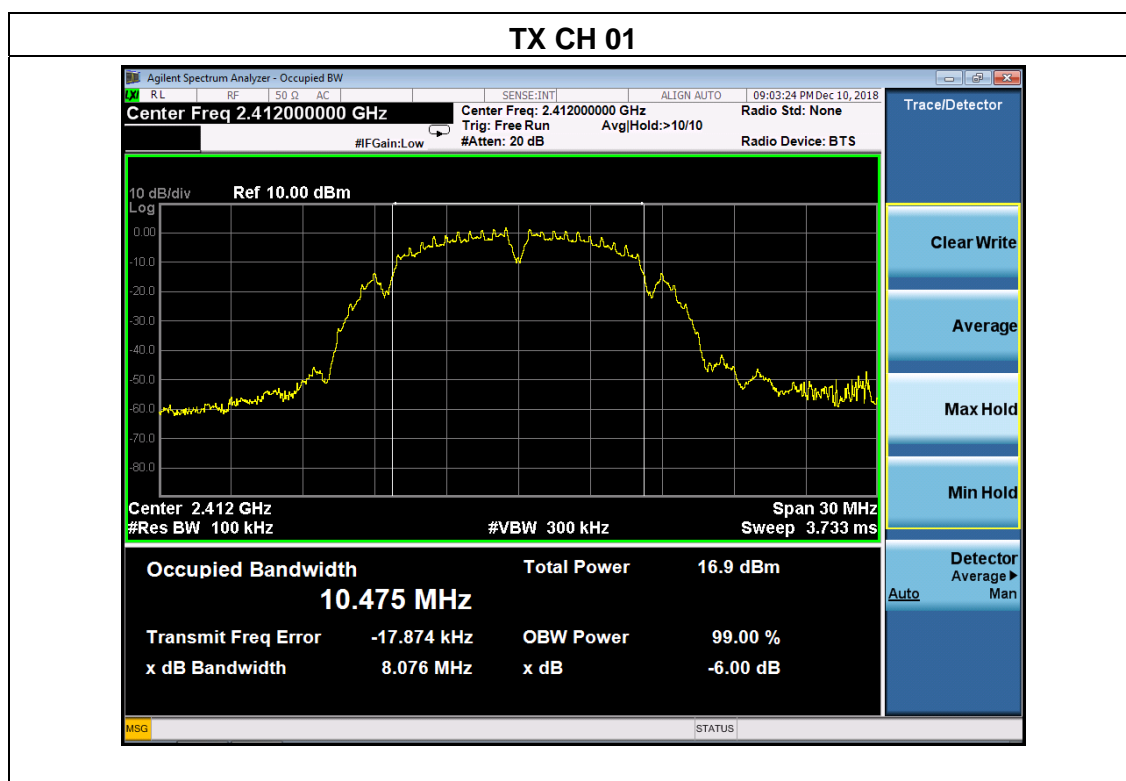 TX CH 01
Agilent Spectrum Analyzer - Occupied BW
LXI RL RF 50 Ω AC SENSE:INT ALIGN AUTO 09:03:24 PM Dec 10, 2018
Center Freq 2.412000000 GHz Center Freq: 2.412000000 GHz Radio Std: None
Trig: Free Run Avg|Hold:>10/10
#IFGain:Low #Atten: 20 dB Radio Device: BTS
Trace/Detector
10 dB/div Ref 10.00 dBm
Log
0.00
-10.0
-20.0
-30.0
-40.0
-50.0
-60.0
-70.0
-80.0
Center 2.412 GHz Span 30 MHz
#Res BW 100 kHz #VBW 300 kHz Sweep 3.733 ms
Clear Write
Average
Max Hold
Min Hold
Detector
Average▶
Auto Man
Occupied Bandwidth Total Power 16.9 dBm
10.475 MHz
Transmit Freq Error -17.874 kHz OBW Power 99.00 %
x dB Bandwidth 8.076 MHz x dB -6.00 dB
MSG STATUS